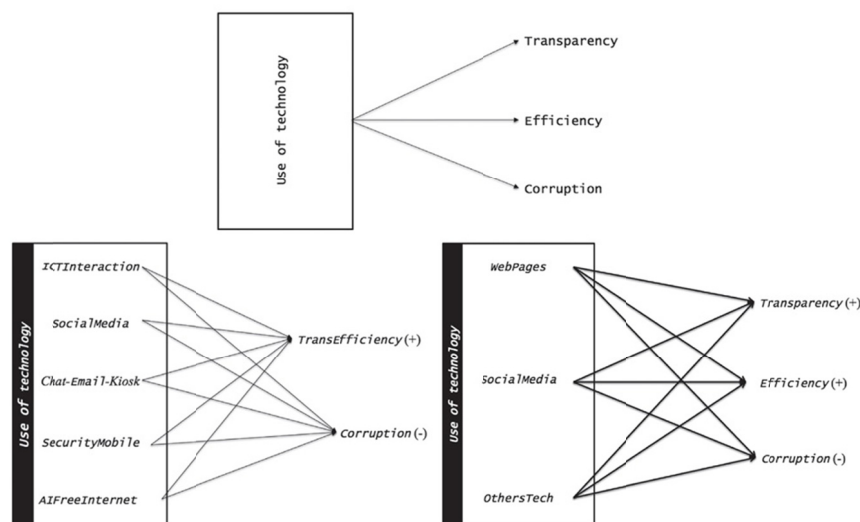 Use of technology
Transparency
Efficiency
Corruption
Use of technology
ICTInteraction
SocialMedia
Chat-Email-Kiosk
SecurityMobile
AIFreeInternet
TransEfficiency (+)
Corruption (-)
Use of technology
WebPages
SocialMedia
OthersTech
Transparency (+)
Efficiency (+)
Corruption (-)